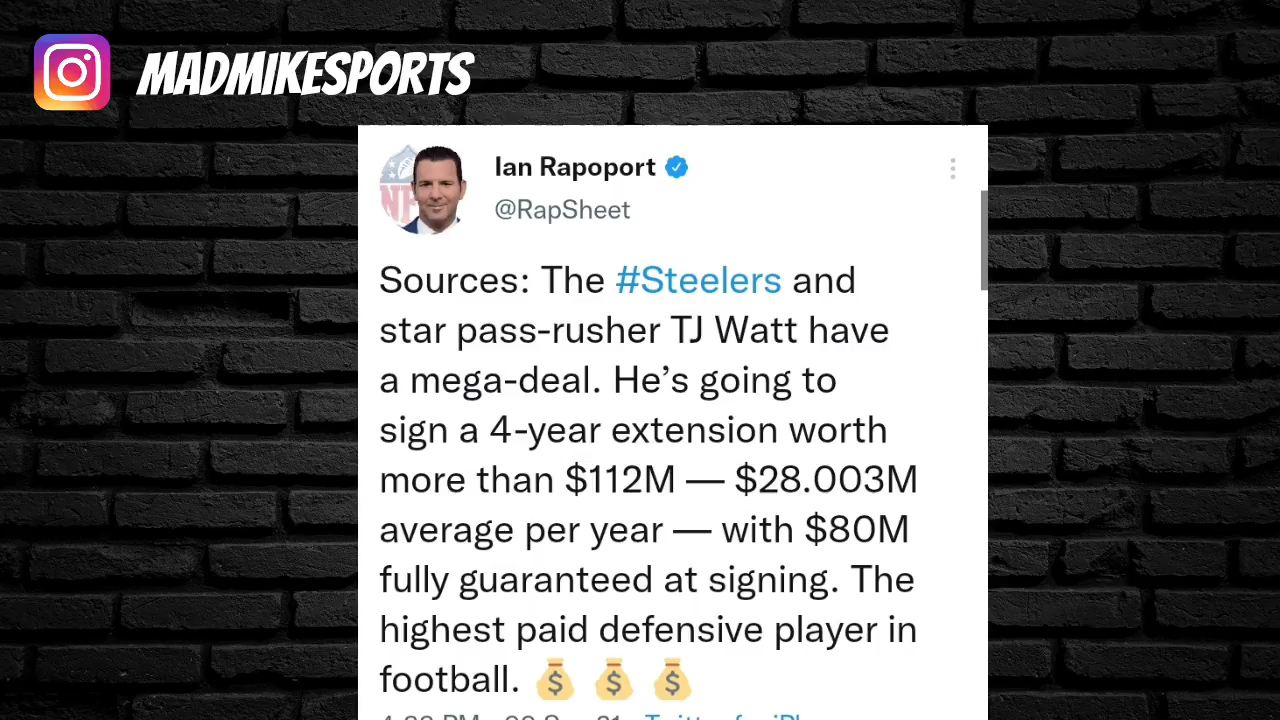 MADMIKESPORTS
Ian Rapoport
@RapSheet
Sources: The #Steelers and
star pass-rusher TJ Watt have
a mega-deal. He’s going to
sign a 4-year extension worth
more than $112M — $28.003M
average per year — with $80M
fully guaranteed at signing. The
highest paid defensive player in
football.